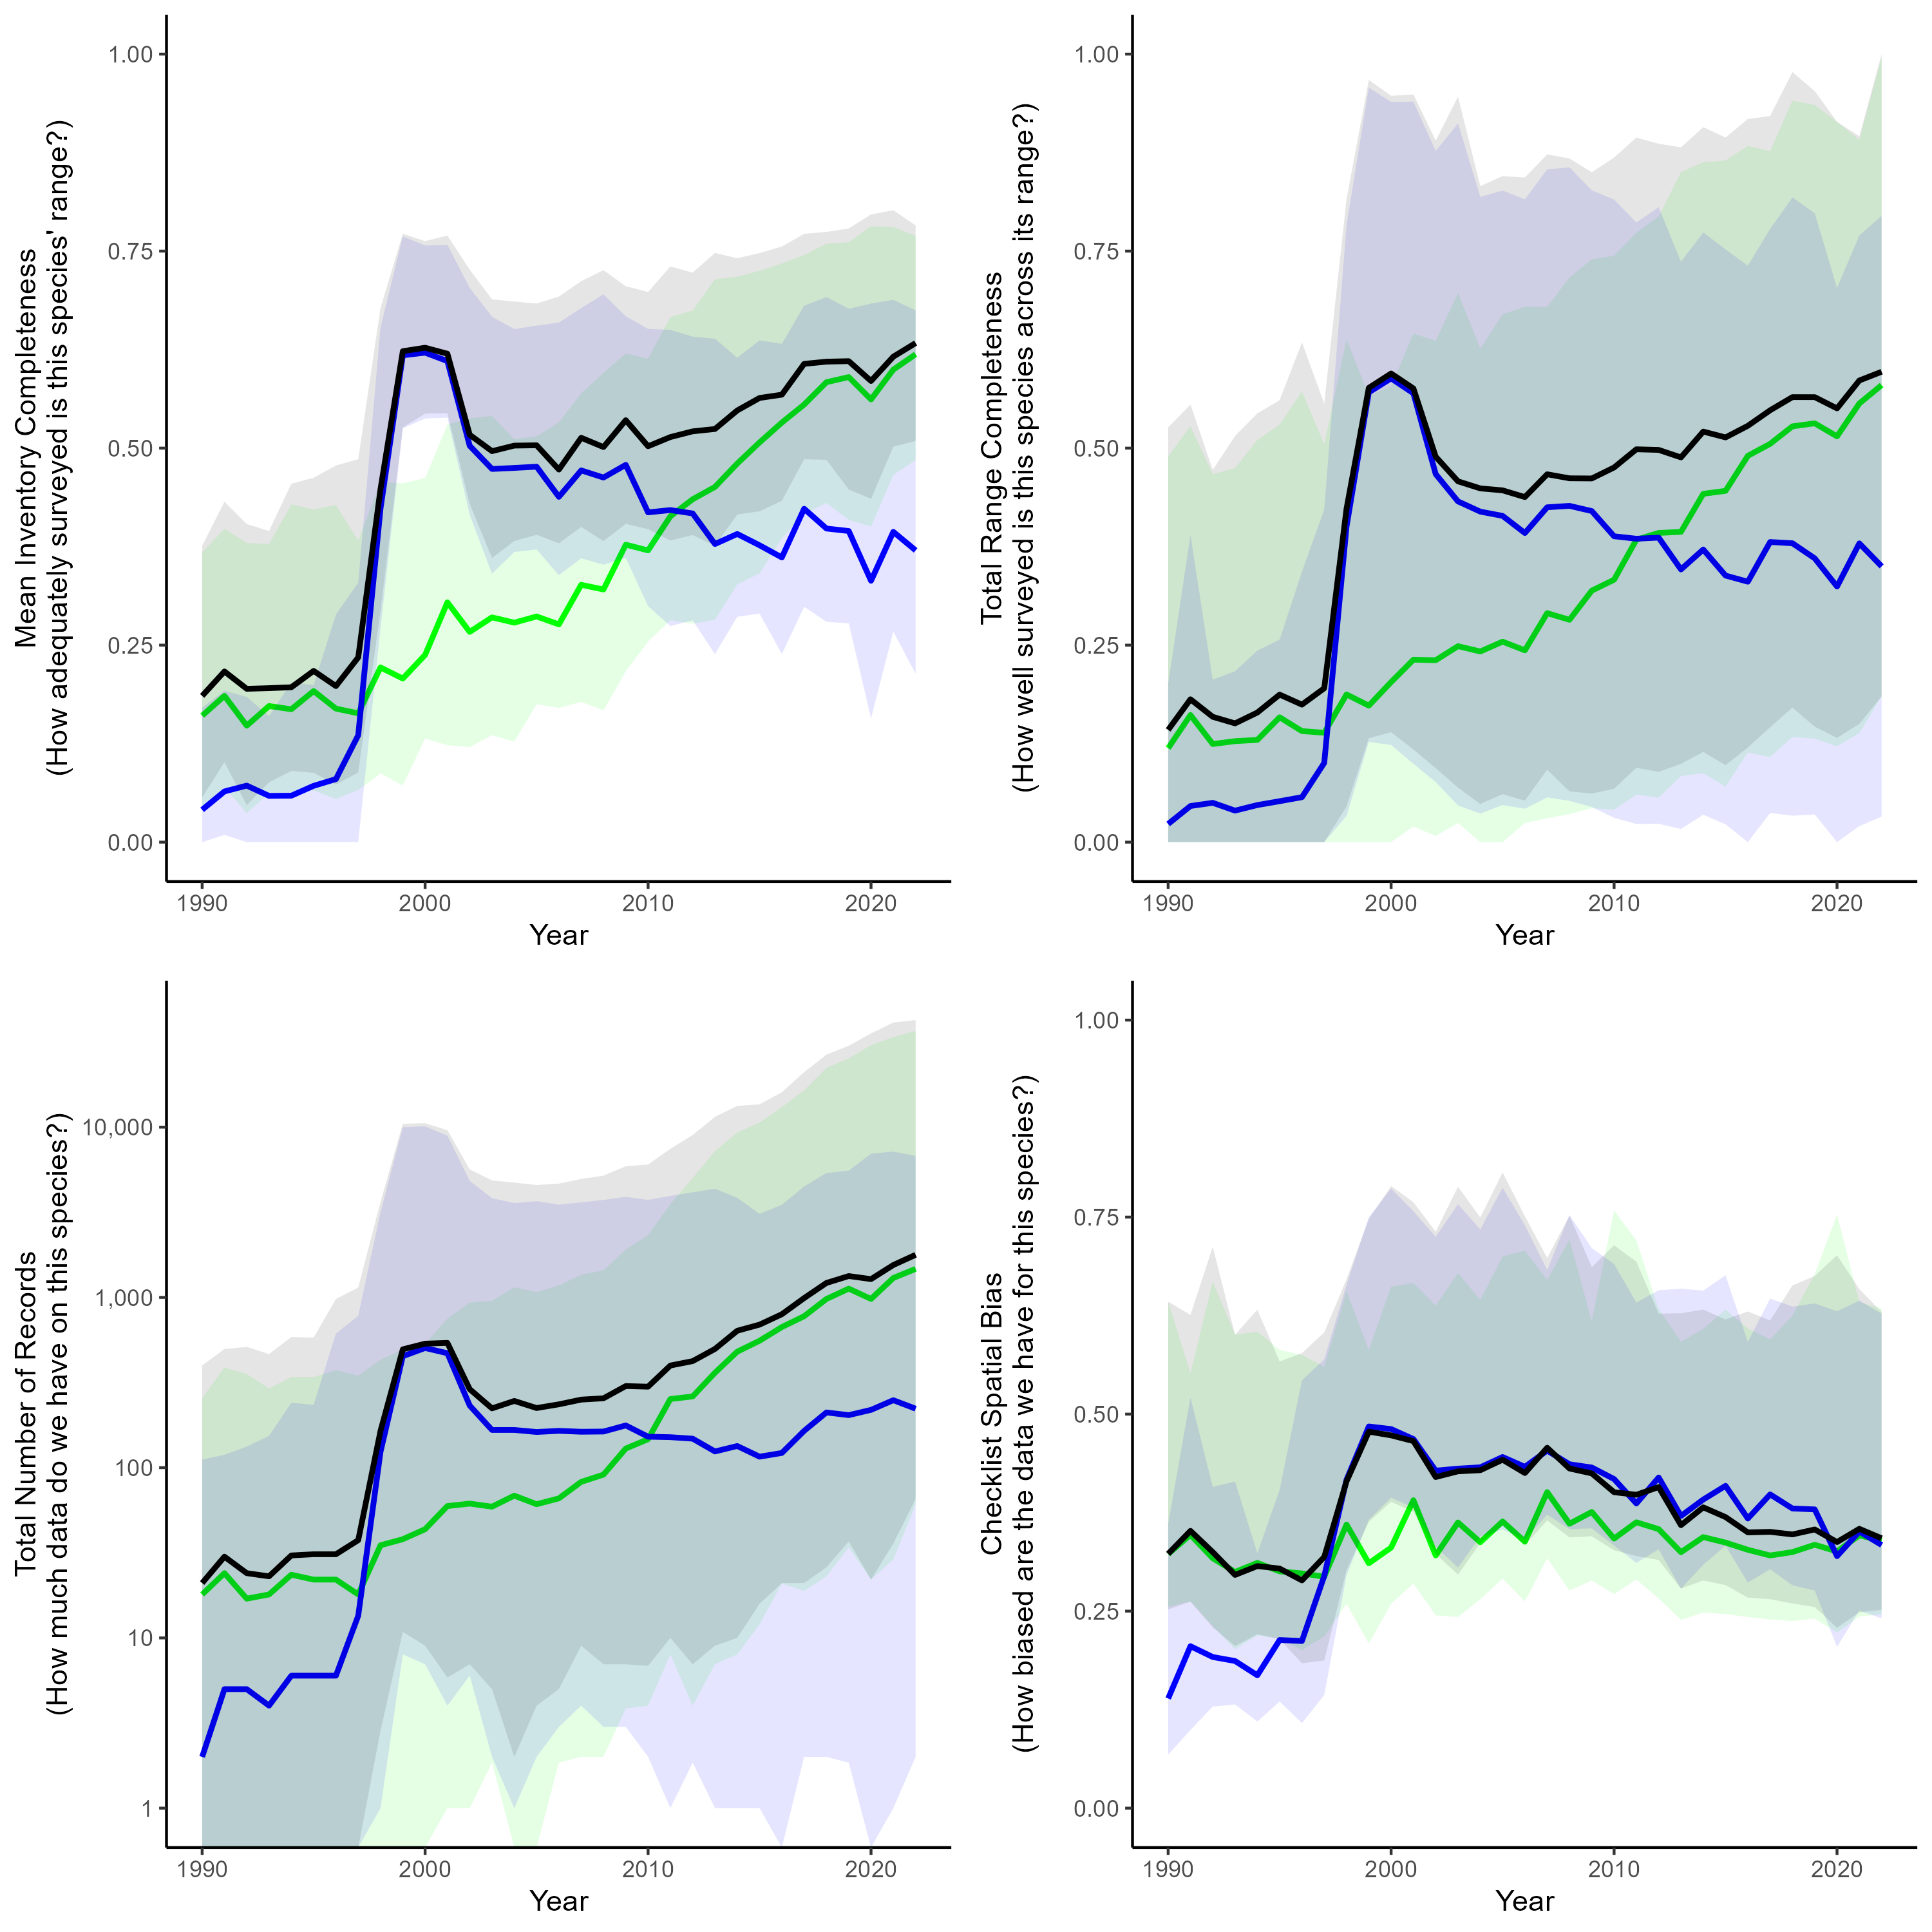 Mean Inventory Completeness
(How adequately surveyed is this species' range?)
1.00
0.75
0.50
0.25
0.00
1990 2000 2010 2020
Year
Total Range Completeness
(How well surveyed is this species across its range?)
1.00
0.75
0.50
0.25
0.00
1990 2000 2010 2020
Year
Total Number of Records
(How much data do we have on this species?)
10,000
1,000
100
10
1
1990 2000 2010 2020
Year
Checklist Spatial Bias
(How biased are the data we have for this species?)
1.00
0.75
0.50
0.25
0.00
1990 2000 2010 2020
Year